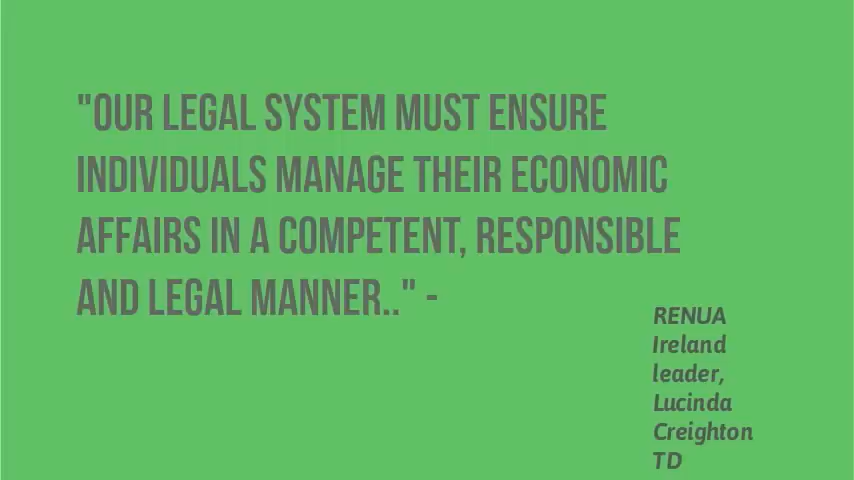 "OUR LEGAL SYSTEM MUST ENSURE
INDIVIDUALS MANAGE THEIR ECONOMIC
AFFAIRS IN A COMPETENT, RESPONSIBLE
AND LEGAL MANNER.." -
RENUA
Ireland
leader,
Lucinda
Creighton
TD